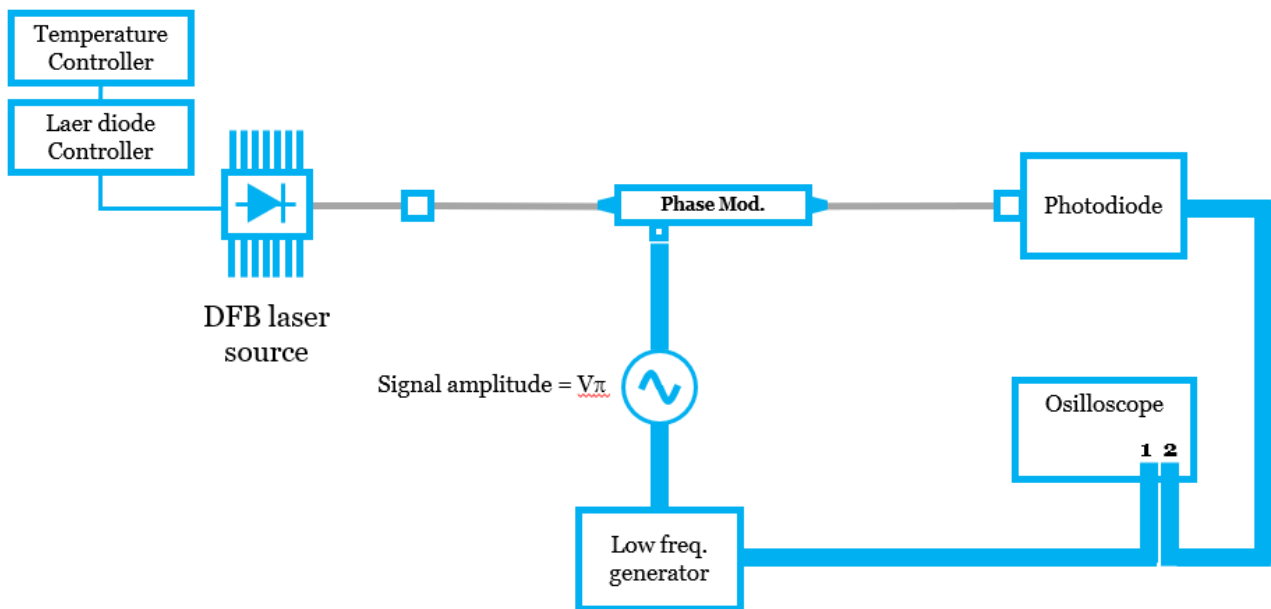 Temperature
Controller
Laer diode
Controller
DFB laser
source
Phase Mod.
Photodiode
Signal amplitude = Vπ
Osilloscope
1 2
Low freq.
generator